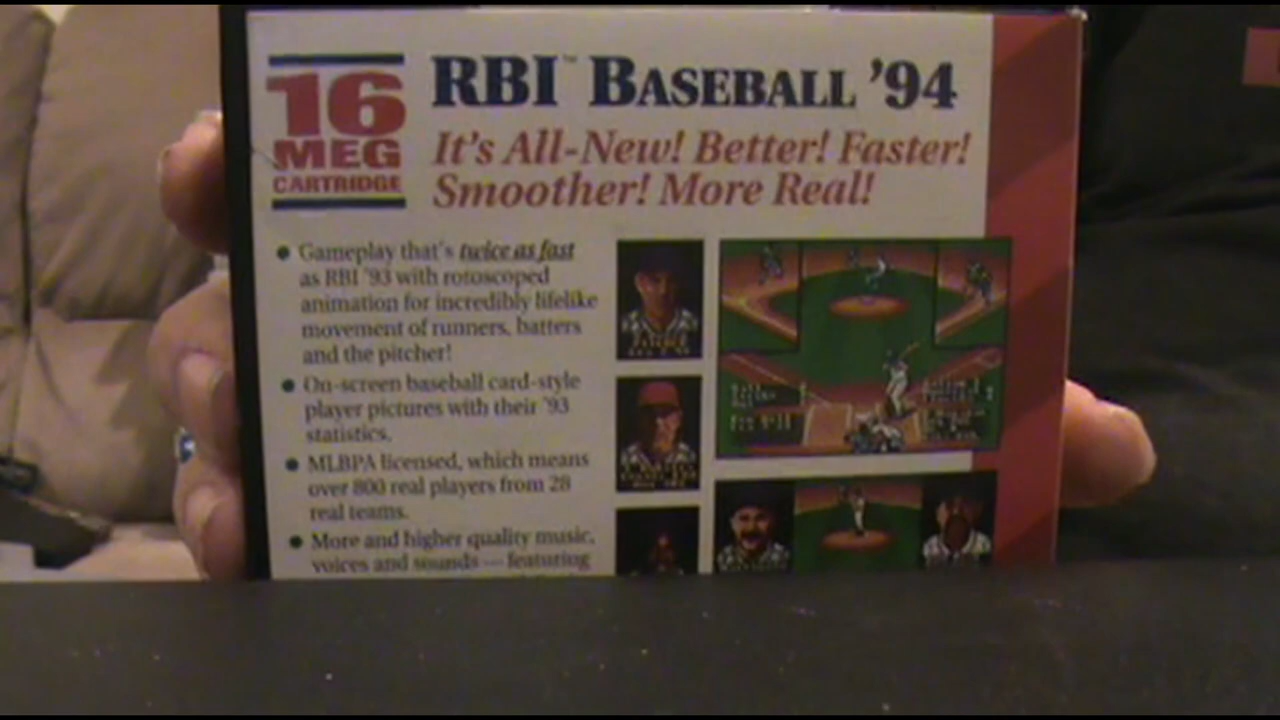 16
MEG
CARTRIDGE
RBI™ BASEBALL '94
It's All-New! Better! Faster!
Smoother! More Real!
• Gameplay that's twice as fast
as RBI '93 with rotoscoped
animation for incredibly lifelike
movement of runners, batters
and the pitcher!
• On-screen baseball card-style
player pictures with their '93
statistics.
• MLBPA licensed, which means
over 800 real players from 28
real teams.
• More and higher quality music,
voices and sounds — featuring